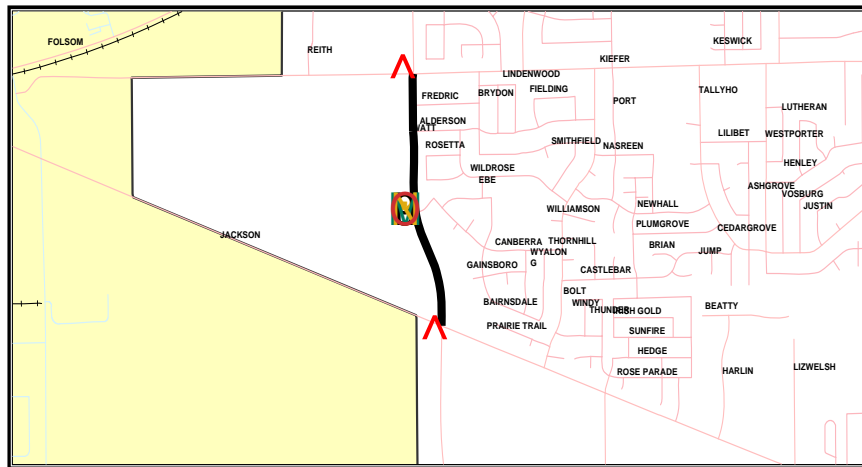 FOLSOM
REITH
KESWICK
KIEFER
LINDENWOOD
FIELDING
BRYDON
FREDRIC
PORT
TALLYHO
LUTHERAN
ALDERSON
ROSETTA
SMITHFIELD
NASREEN
LILIBET
WESTPORTER
HENLEY
WILDROSE
EBE
ASHGROVE
VOSBURG
JUSTIN
WILLIAMSON
NEWHALL
PLUMGROVE
CEDARGROVE
JACKSON
CANBERRA
THORNHILL
WYALON
G
BRIAN
JUMP
GAINSBORO
CASTLEBAR
BOLT
BAIRNSDALE
WINDY
THUNDER
GOLD
BEATTY
PRAIRIE TRAIL
SUNFIRE
HEDGE
ROSE PARADE
HARLIN
LIZWELSH